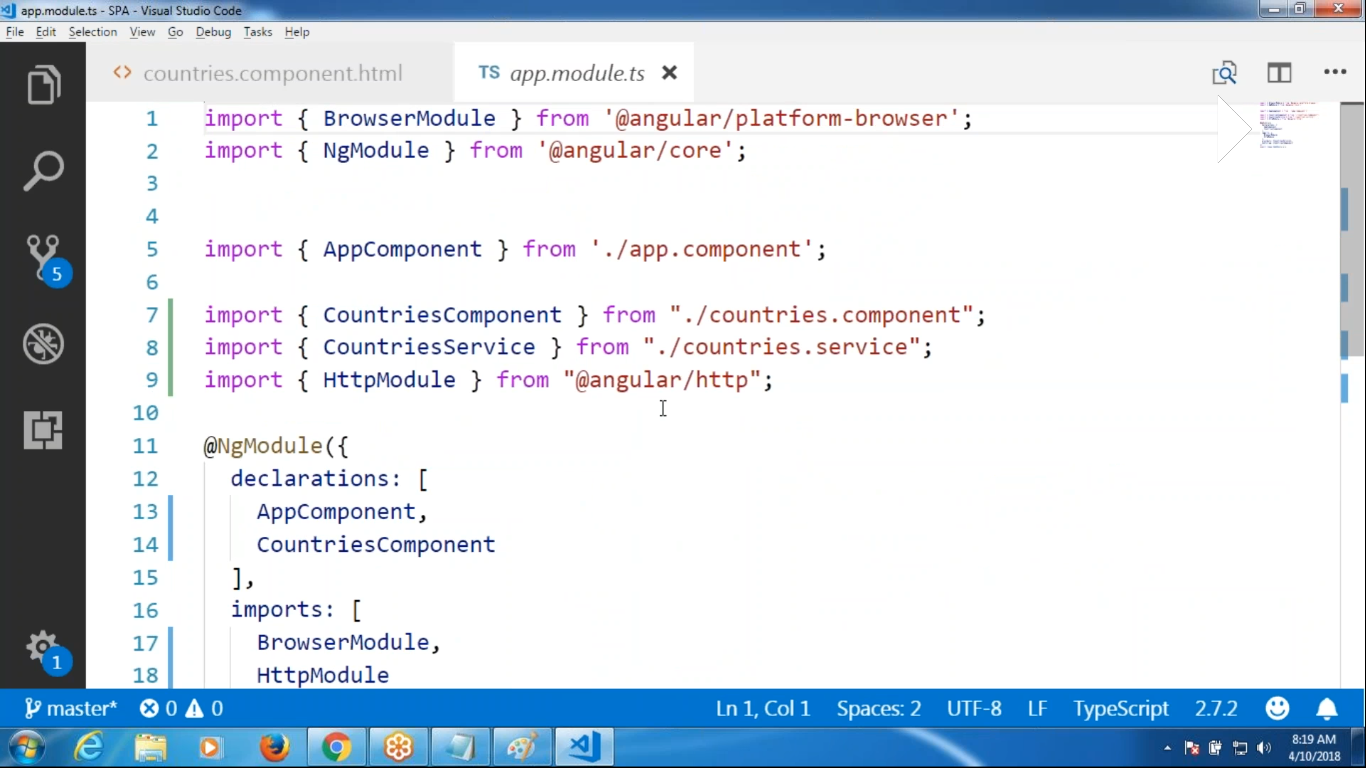 app.module.ts - SPA - Visual Studio Code
File Edit Selection View Go Debug Tasks Help
<> countries.component.html TS app.module.ts
1 import { BrowserModule } from '@angular/platform-browser';
2 import { NgModule } from '@angular/core';
3
4
5 import { AppComponent } from './app.component';
6
7 import { CountriesComponent } from "./countries.component";
8 import { CountriesService } from "./countries.service";
9 import { HttpModule } from "@angular/http";
10
11 @NgModule({
12 declarations: [
13 AppComponent,
14 CountriesComponent
15 ],
16 imports: [
17 BrowserModule,
18 HttpModule
5
1
master* 0 0 Ln 1, Col 1 Spaces: 2 UTF-8 LF TypeScript 2.7.2
8:19 AM
4/10/2018